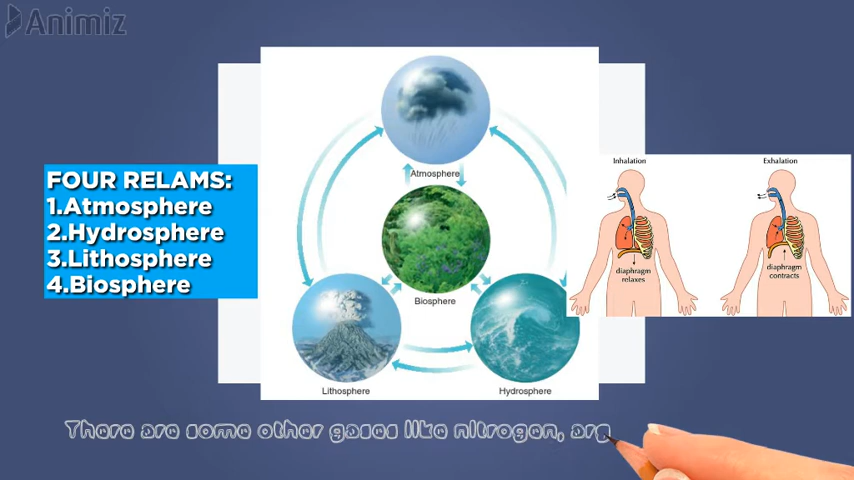 Animiz
FOUR RELAMS:
1.Atmosphere
2.Hydrosphere
3.Lithosphere
4.Biosphere
Atmosphere
Biosphere
Lithosphere
Hydrosphere
Inhalation
Exhalation
diaphragm
relaxes
diaphragm
contracts
There are some other gases like nitrogen, arg